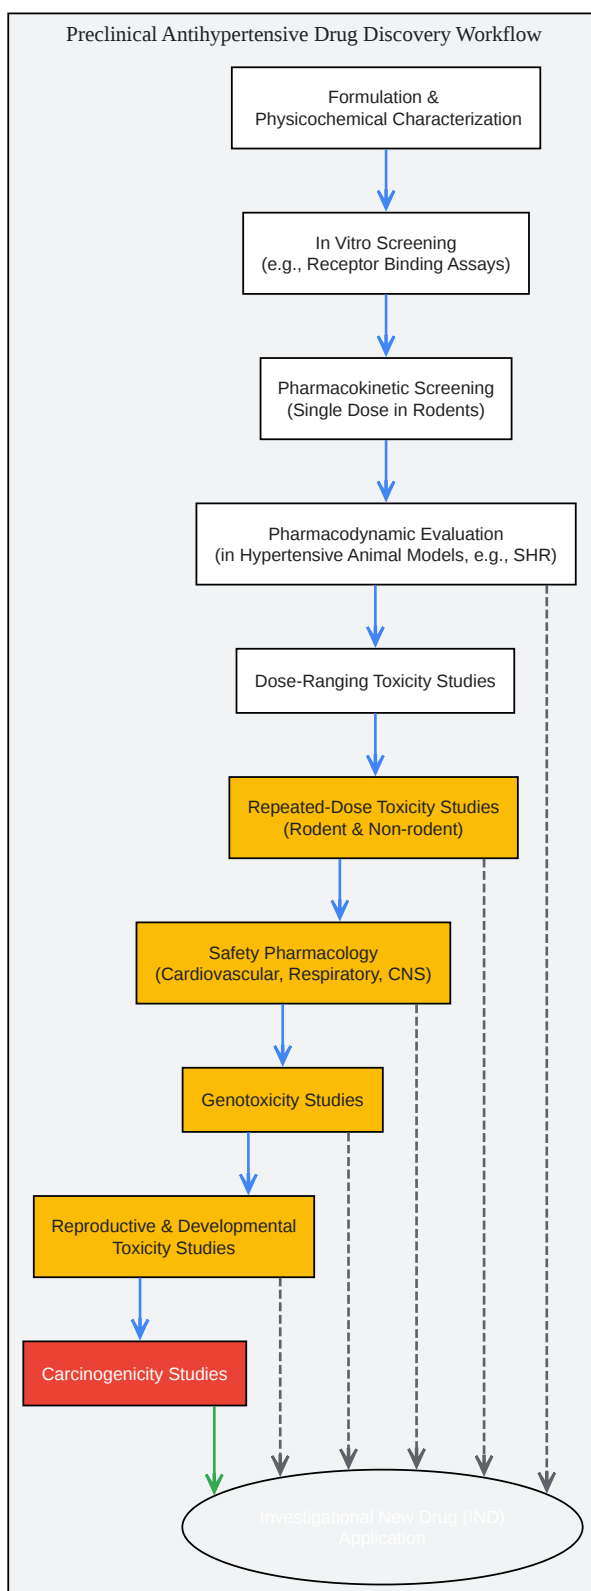 Preclinical Antihypertensive Drug Discovery Workflow
Formulation &
Physicochemical Characterization
In Vitro Screening
(e.g., Receptor Binding Assays)
Pharmacokinetic Screening
(Single Dose in Rodents)
Pharmacodynamic Evaluation
(in Hypertensive Animal Models, e.g., SHR)
Dose-Ranging Toxicity Studies
Repeated-Dose Toxicity Studies
(Rodent & Non-rodent)
Safety Pharmacology
(Cardiovascular, Respiratory, CNS)
Genotoxicity Studies
Reproductive & Developmental
Toxicity Studies
Carcinogenicity Studies
Investigational New Drug (IND)
Application